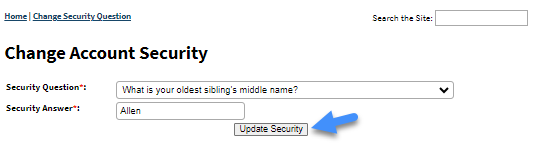 Home | Change Security Question
Search the Site:
Change Account Security
Security Question*: What is your oldest sibling's middle name?
Security Answer*: Allen
Update Security